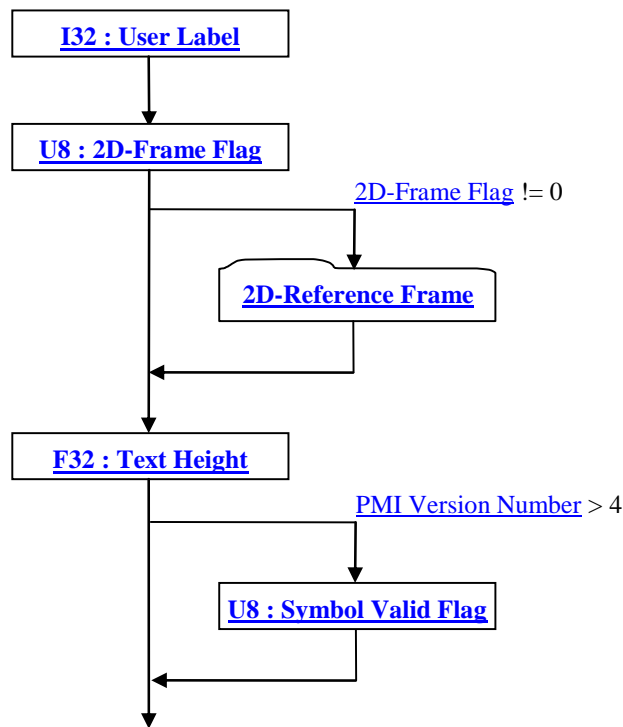 I32 : User Label
U8 : 2D-Frame Flag
2D-Frame Flag != 0
2D-Reference Frame
F32 : Text Height
PMI Version Number > 4
U8 : Symbol Valid Flag